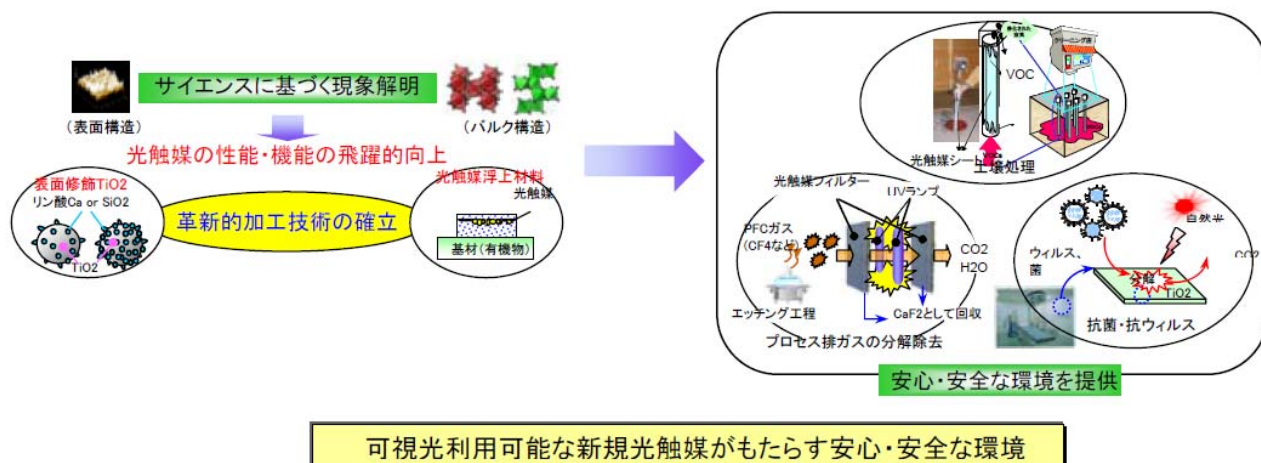 サイエンスに基づく現象解明
(表面構造)
(バルク構造)
光触媒の性能・機能の飛躍的向上
表面修飾TiO2
リン酸Ca or SiO2
TiO2
革新的加工技術の確立
光触媒浮上材料
光触媒
基材(有機物)
クリーニング店
VOC
光触媒シート
土壌処理
光触媒フィルター
UVランプ
PFCガス
(CF4など)
CO2
H2O
エッチング工程
CaF2として回収
プロセス排ガスの分解除去
自然光
ウィルス、
菌
CO2
分解
TiO2
抗菌・抗ウィルス
安心・安全な環境を提供
可視光利用可能な新規光触媒がもたらす安心・安全な環境